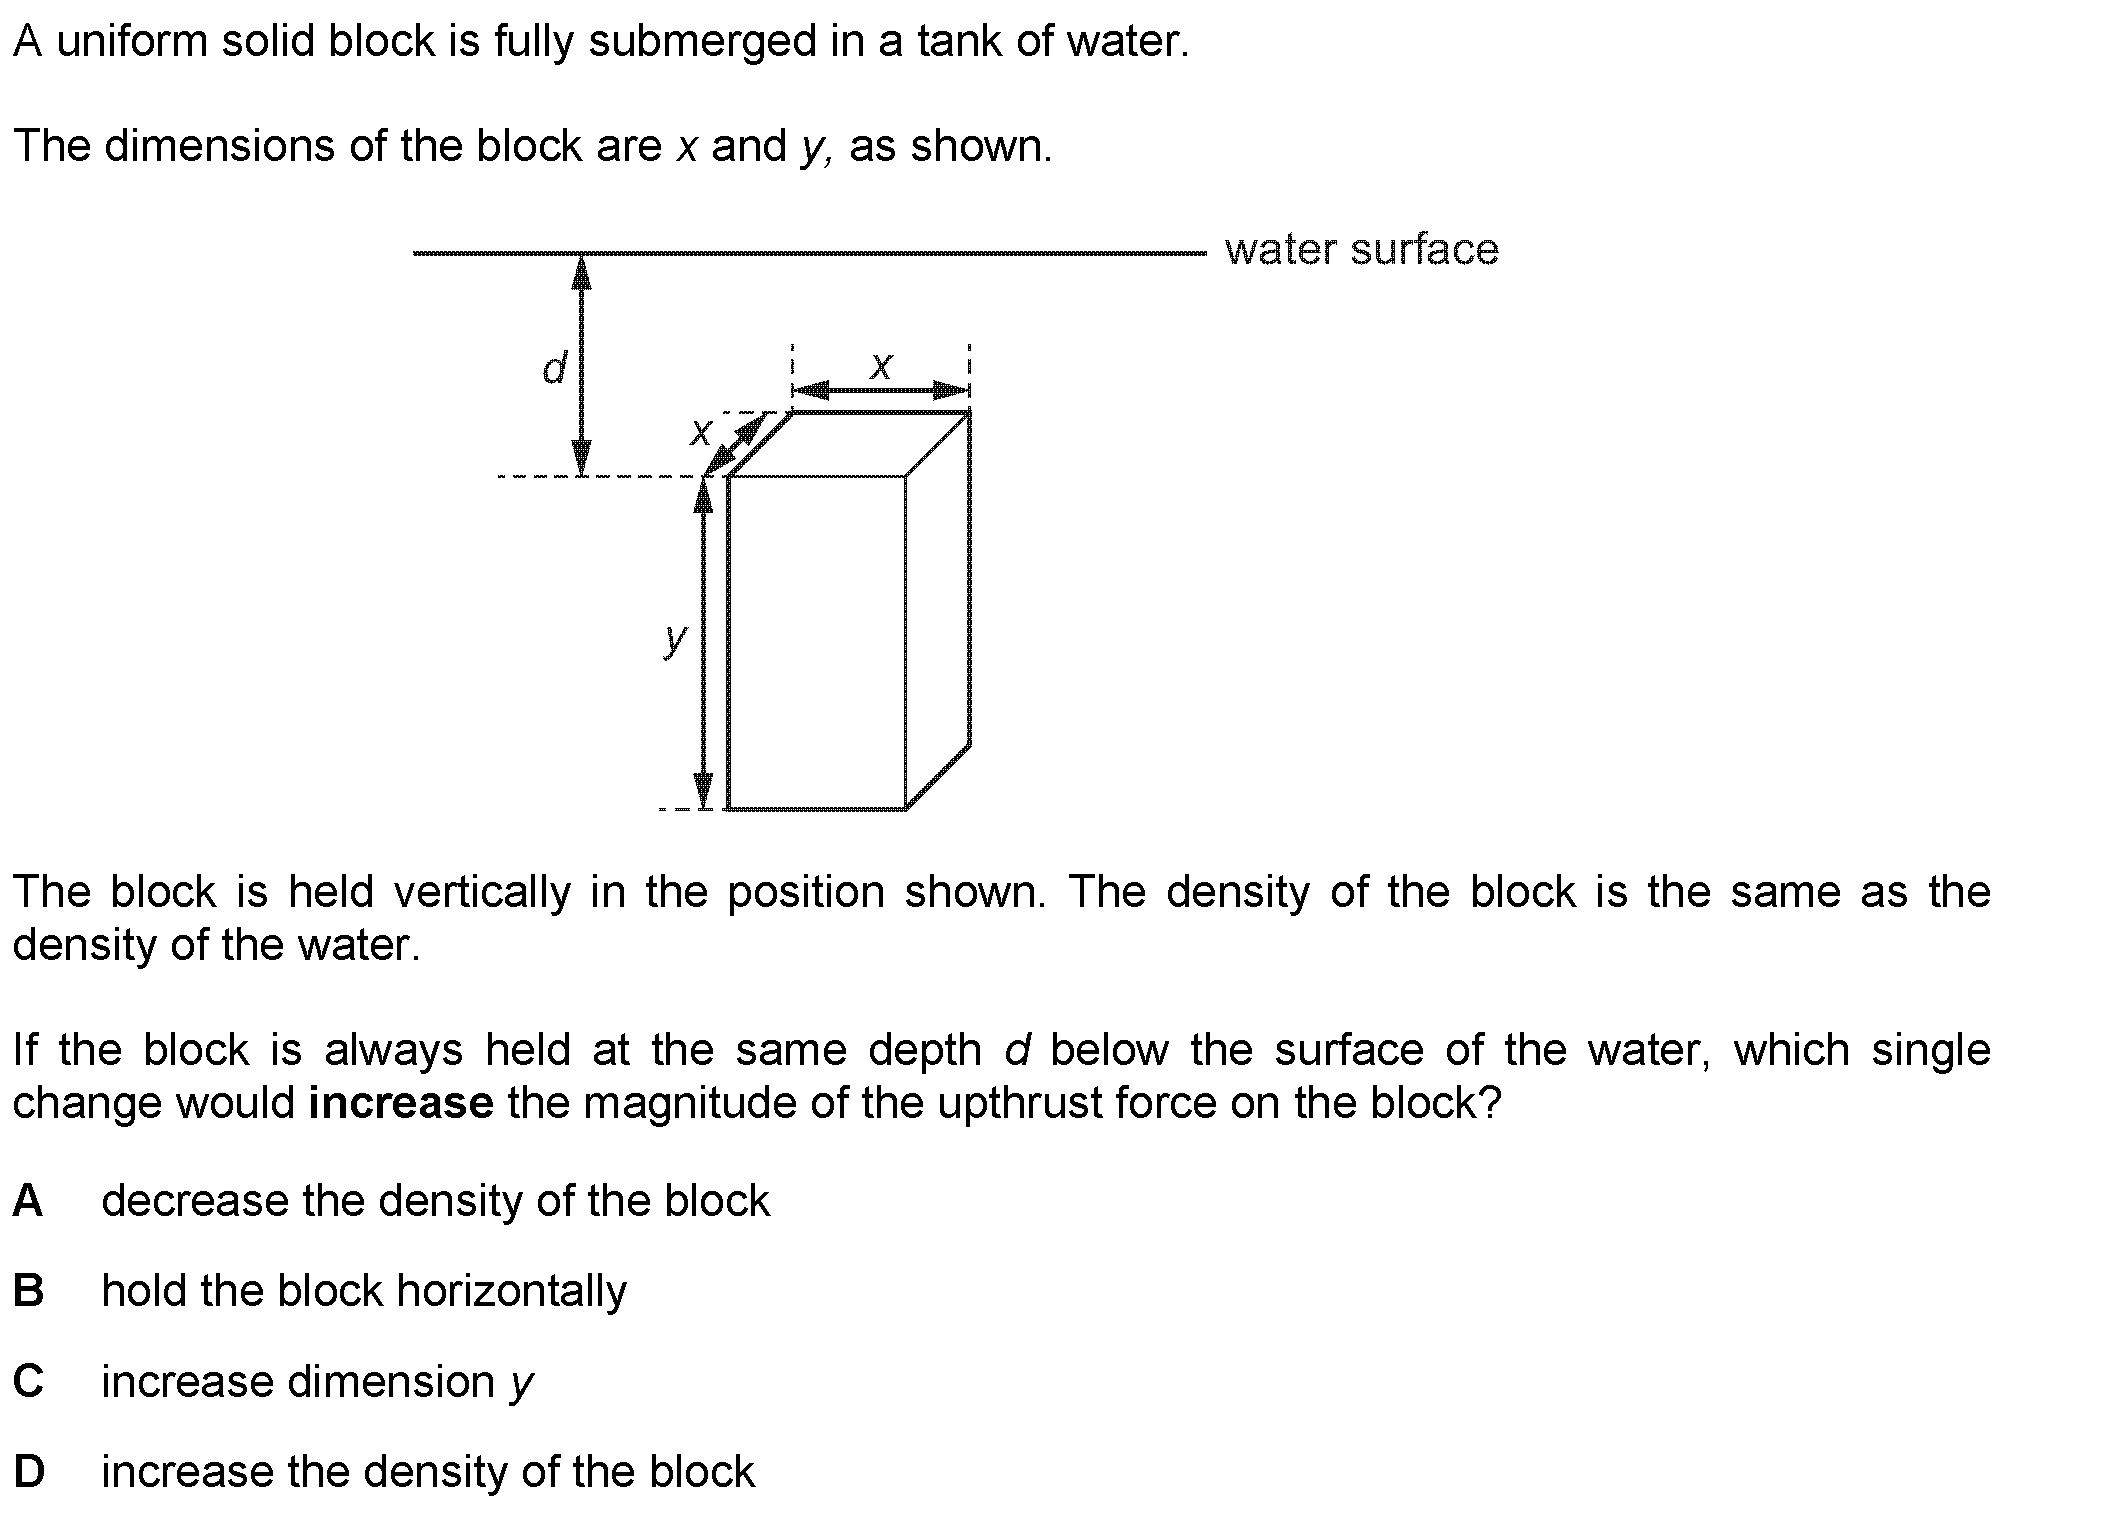 A uniform solid block is fully submerged in a tank of water.
The dimensions of the block are x and y, as shown.
water surface
d
x
x
y
The block is held vertically in the position shown. The density of the block is the same as the
density of the water.
If the block is always held at the same depth d below the surface of the water, which single
change would increase the magnitude of the upthrust force on the block?
A decrease the density of the block
B hold the block horizontally
C increase dimension y
D increase the density of the block